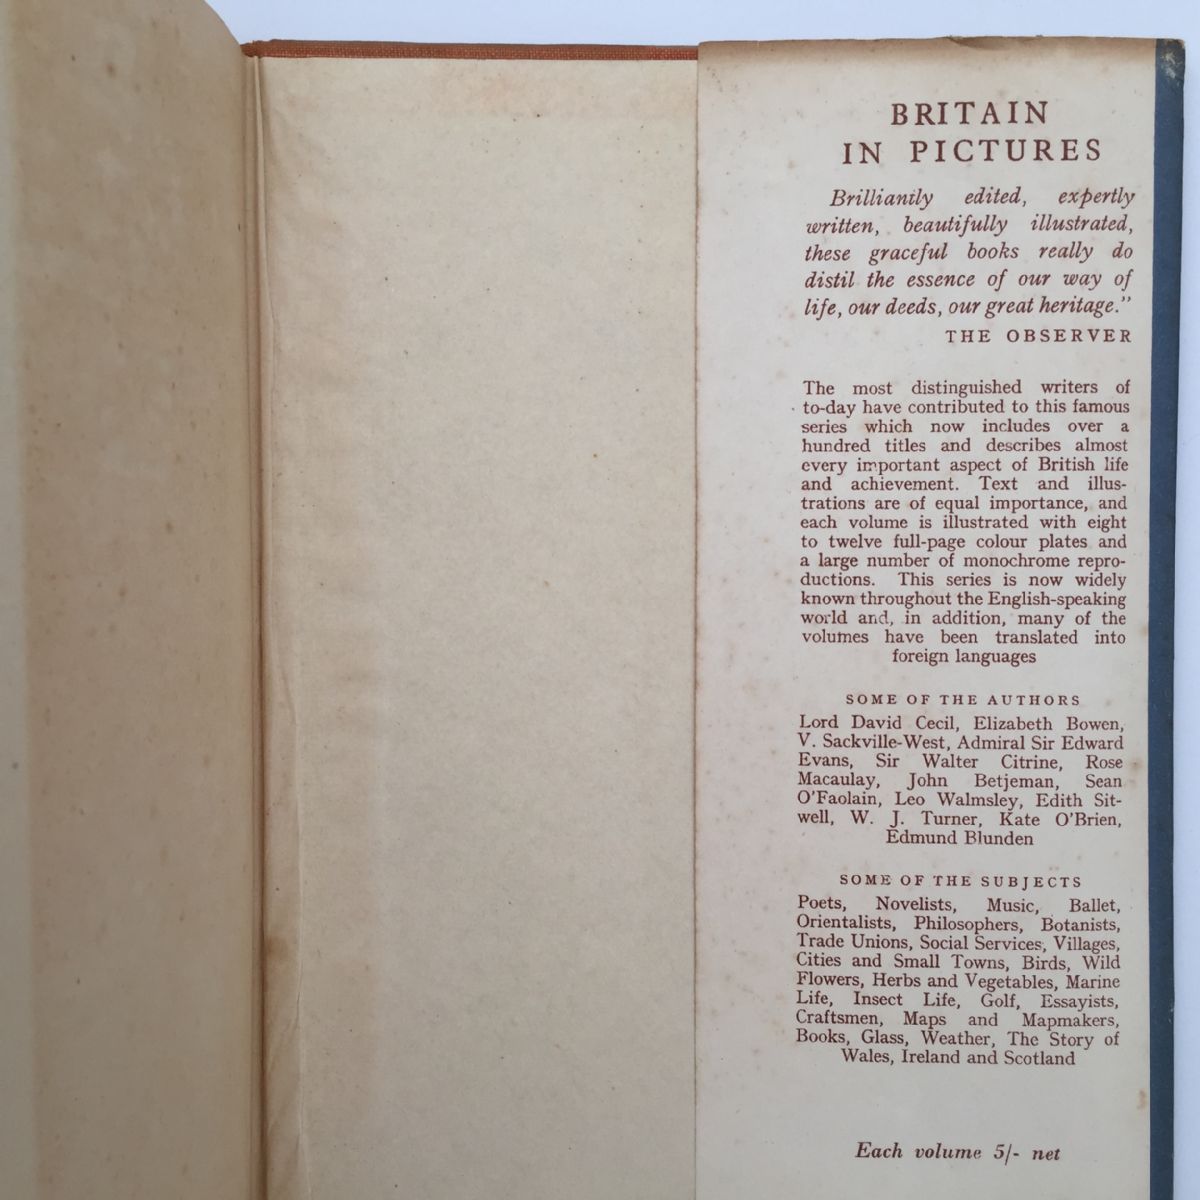 BRITAIN
IN PICTURES
Brilliantly edited, expertly
written, beautifully illustrated,
these graceful books really do
distil the essence of our way of
life, our deeds, our great heritage.”
THE OBSERVER
The most distinguished writers of
to-day have contributed to this famous
series which now includes over a
hundred titles and describes almost
every important aspect of British life
and achievement. Text and illus-
trations are of equal importance, and
each volume is illustrated with eight
to twelve full-page colour plates and
a large number of monochrome repro-
ductions. This series is now widely
known throughout the English-speaking
world and, in addition, many of the
volumes have been translated into
foreign languages
SOME OF THE AUTHORS
Lord David Cecil, Elizabeth Bowen,
V. Sackville-West, Admiral Sir Edward
Evans, Sir Walter Citrine, Rose
Macaulay, John Betjeman, Sean
O'Faolain, Leo Walmsley, Edith Sit-
well, W. J. Turner, Kate O'Brien,
Edmund Blunden
SOME OF THE SUBJECTS
Poets, Novelists, Music, Ballet,
Orientalists, Philosophers, Botanists,
Trade Unions, Social Services, Villages,
Cities and Small Towns, Birds, Wild
Flowers, Herbs and Vegetables, Marine
Life, Insect Life, Golf, Essayists,
Craftsmen, Maps and Mapmakers,
Books, Glass, Weather, The Story of
Wales, Ireland and Scotland
Each volume 5/- net